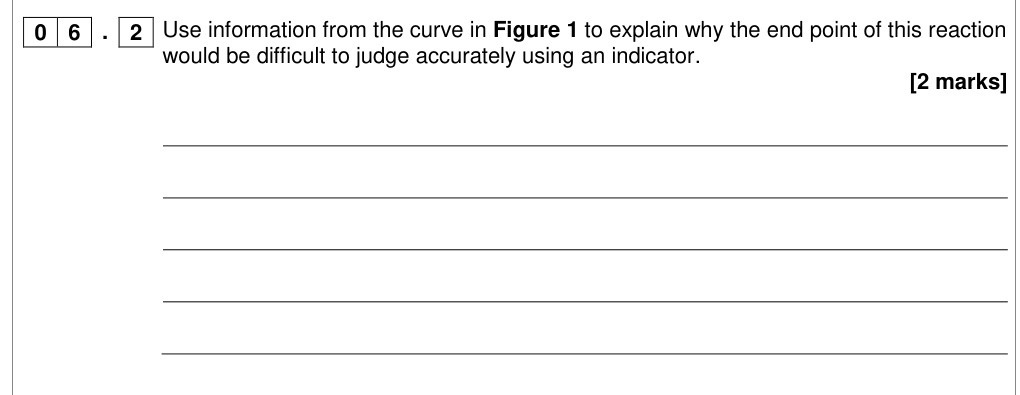 0 6 . 2 Use information from the curve in Figure 1 to explain why the end point of this reaction
would be difficult to judge accurately using an indicator.
[2 marks]